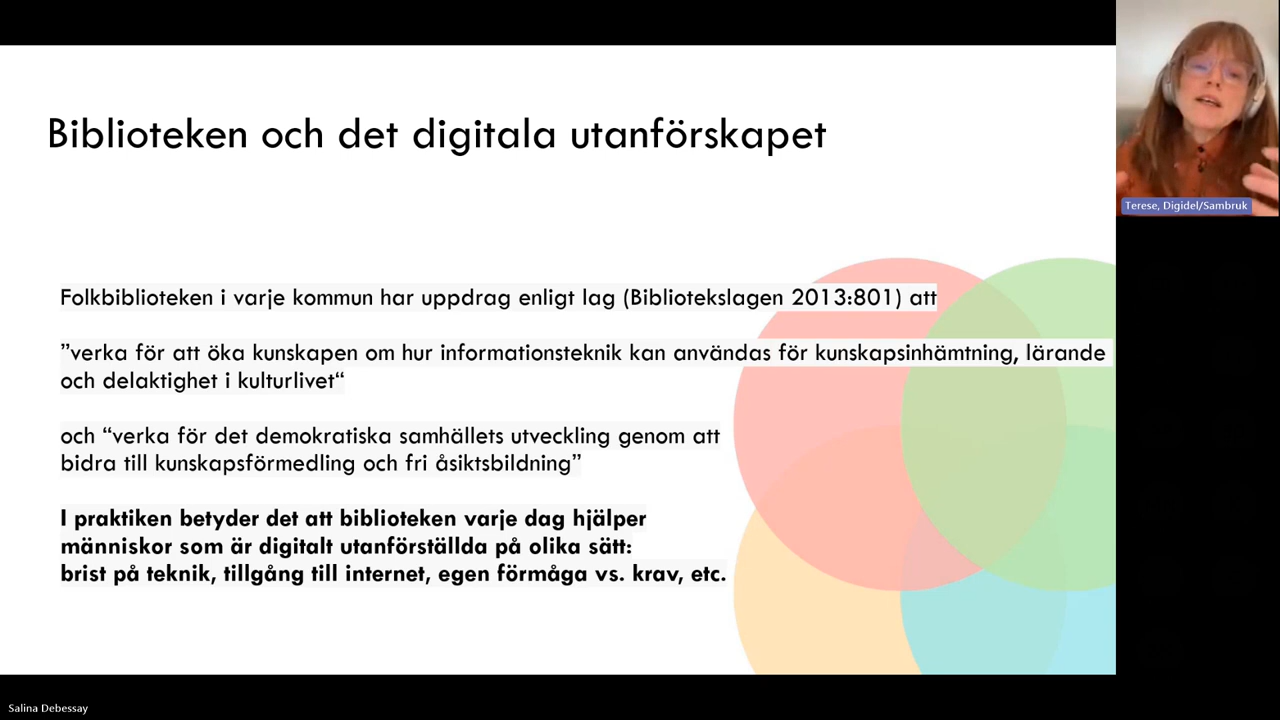 Biblioteken och det digitala utanförskapet
Folkbiblioteken i varje kommun har uppdrag enligt lag (Bibliotekslagen 2013:801) att
”verka för att öka kunskapen om hur informationsteknik kan användas för kunskapsinhämtning, lärande
och delaktighet i kulturlivet“
och “verka för det demokratiska samhällets utveckling genom att
bidra till kunskapsförmedling och fri åsiktsbildning”
I praktiken betyder det att biblioteken varje dag hjälper
människor som är digitalt utanförställda på olika sätt:
brist på teknik, tillgång till internet, egen förmåga vs. krav, etc.
Terese, Digidel/Sambruk
Salina Debessay